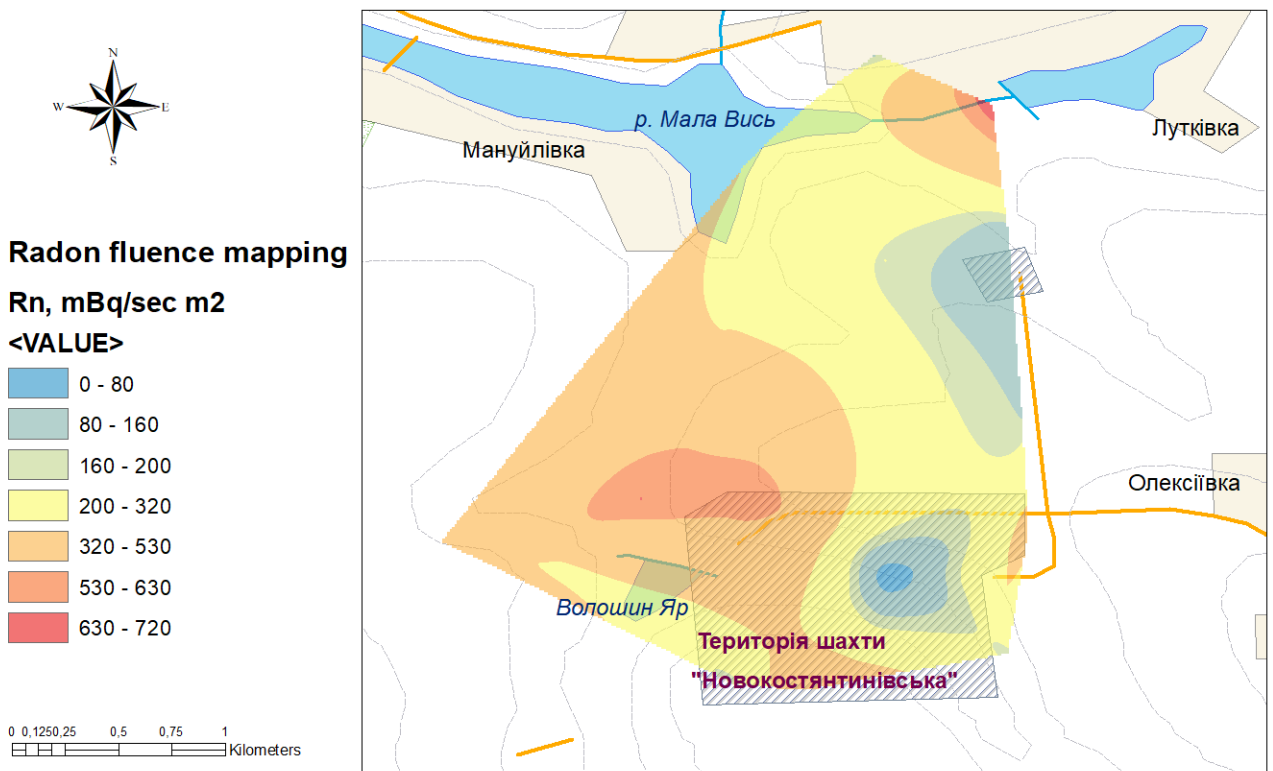 N
W
E
S
Radon fluence mapping
Rn, mBq/sec m2
<VALUE>
0 - 80
80 - 160
160 - 200
200 - 320
320 - 530
530 - 630
630 - 720
0 0,1250,25 0,5 0,75 1
Kilometers
р. Мала Вись
Мануйлівка
Лутківка
Олексіївка
Волошин Яр
Територія шахти
"Новокостянтинівська"